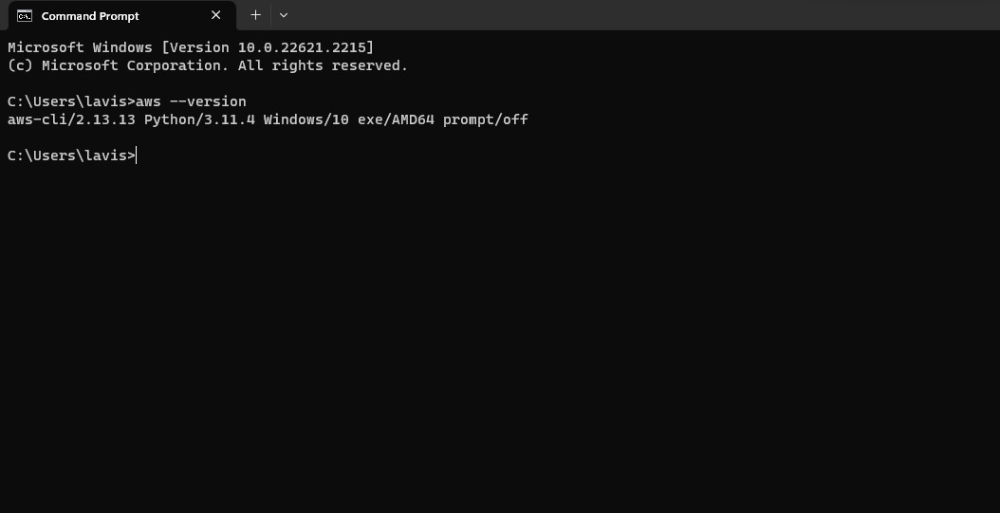 Command Prompt
Microsoft Windows [Version 10.0.22621.2215]
(c) Microsoft Corporation. All rights reserved.
C:\Users\lavis>aws --version
aws-cli/2.13.13 Python/3.11.4 Windows/10 exe/AMD64 prompt/off
C:\Users\lavis>